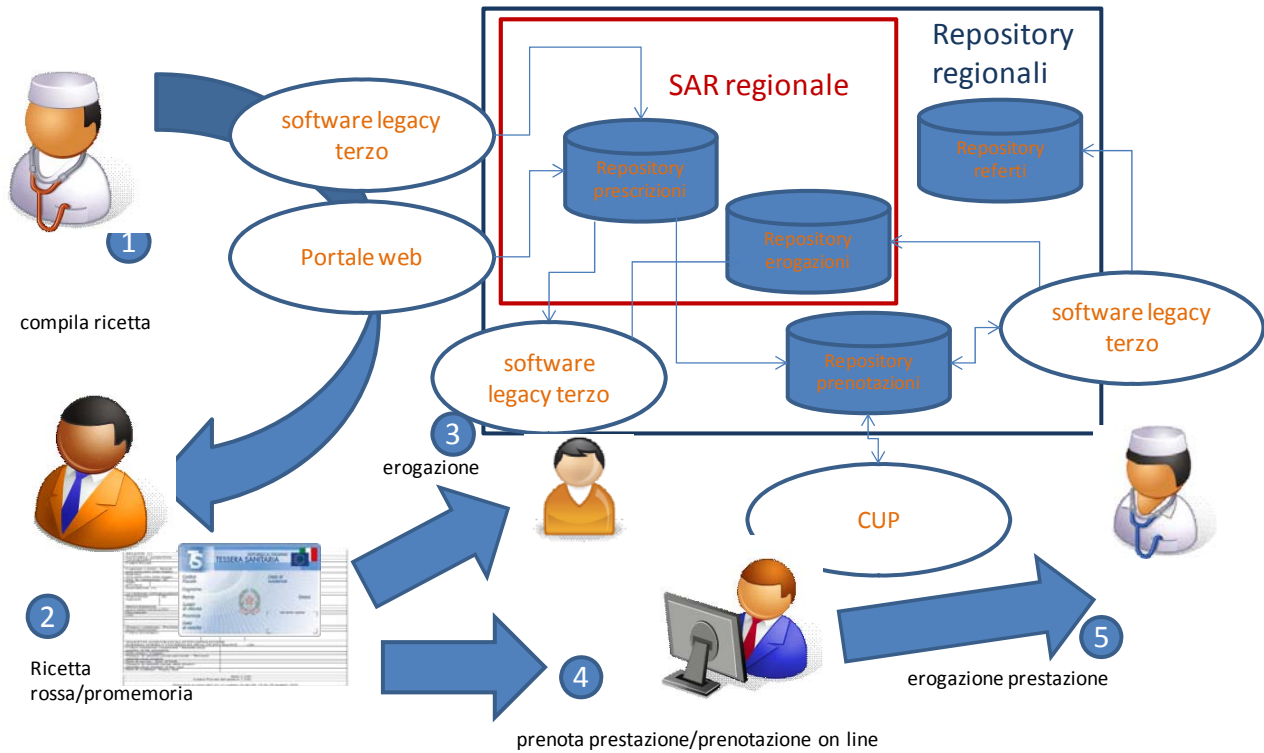 Repository
regionali
SAR regionale
software legacy
terzo
Repository
prescrizioni
Repository
referti
1
Portale web
Repository
erogazioni
compila ricetta
software legacy
terzo
software
legacy terzo
Repository
prenotazioni
3
erogazione
CUP
TS
TESSERA SANITARIA
2
Ricetta
rossa/promemoria
4
5
erogazione prestazione
prenota prestazione/prenotazione on line